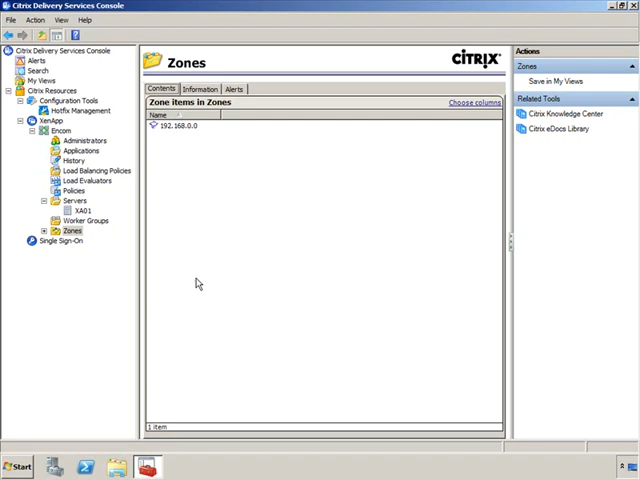 Citrix Delivery Services Console
File Action View Help
Citrix Delivery Services Console
Alerts
Search
My Views
Citrix Resources
Configuration Tools
Hotfix Management
XenApp
Encom
Administrators
Applications
History
Load Balancing Policies
Load Evaluators
Policies
Servers
XA01
Worker Groups
Zones
Single Sign-On
Zones
CITRIX
Contents Information Alerts
Zone items in Zones Choose columns
Name
192.168.0.0
1 item
Actions
Zones
Save in My Views
Related Tools
Citrix Knowledge Center
Citrix eDocs Library
Start